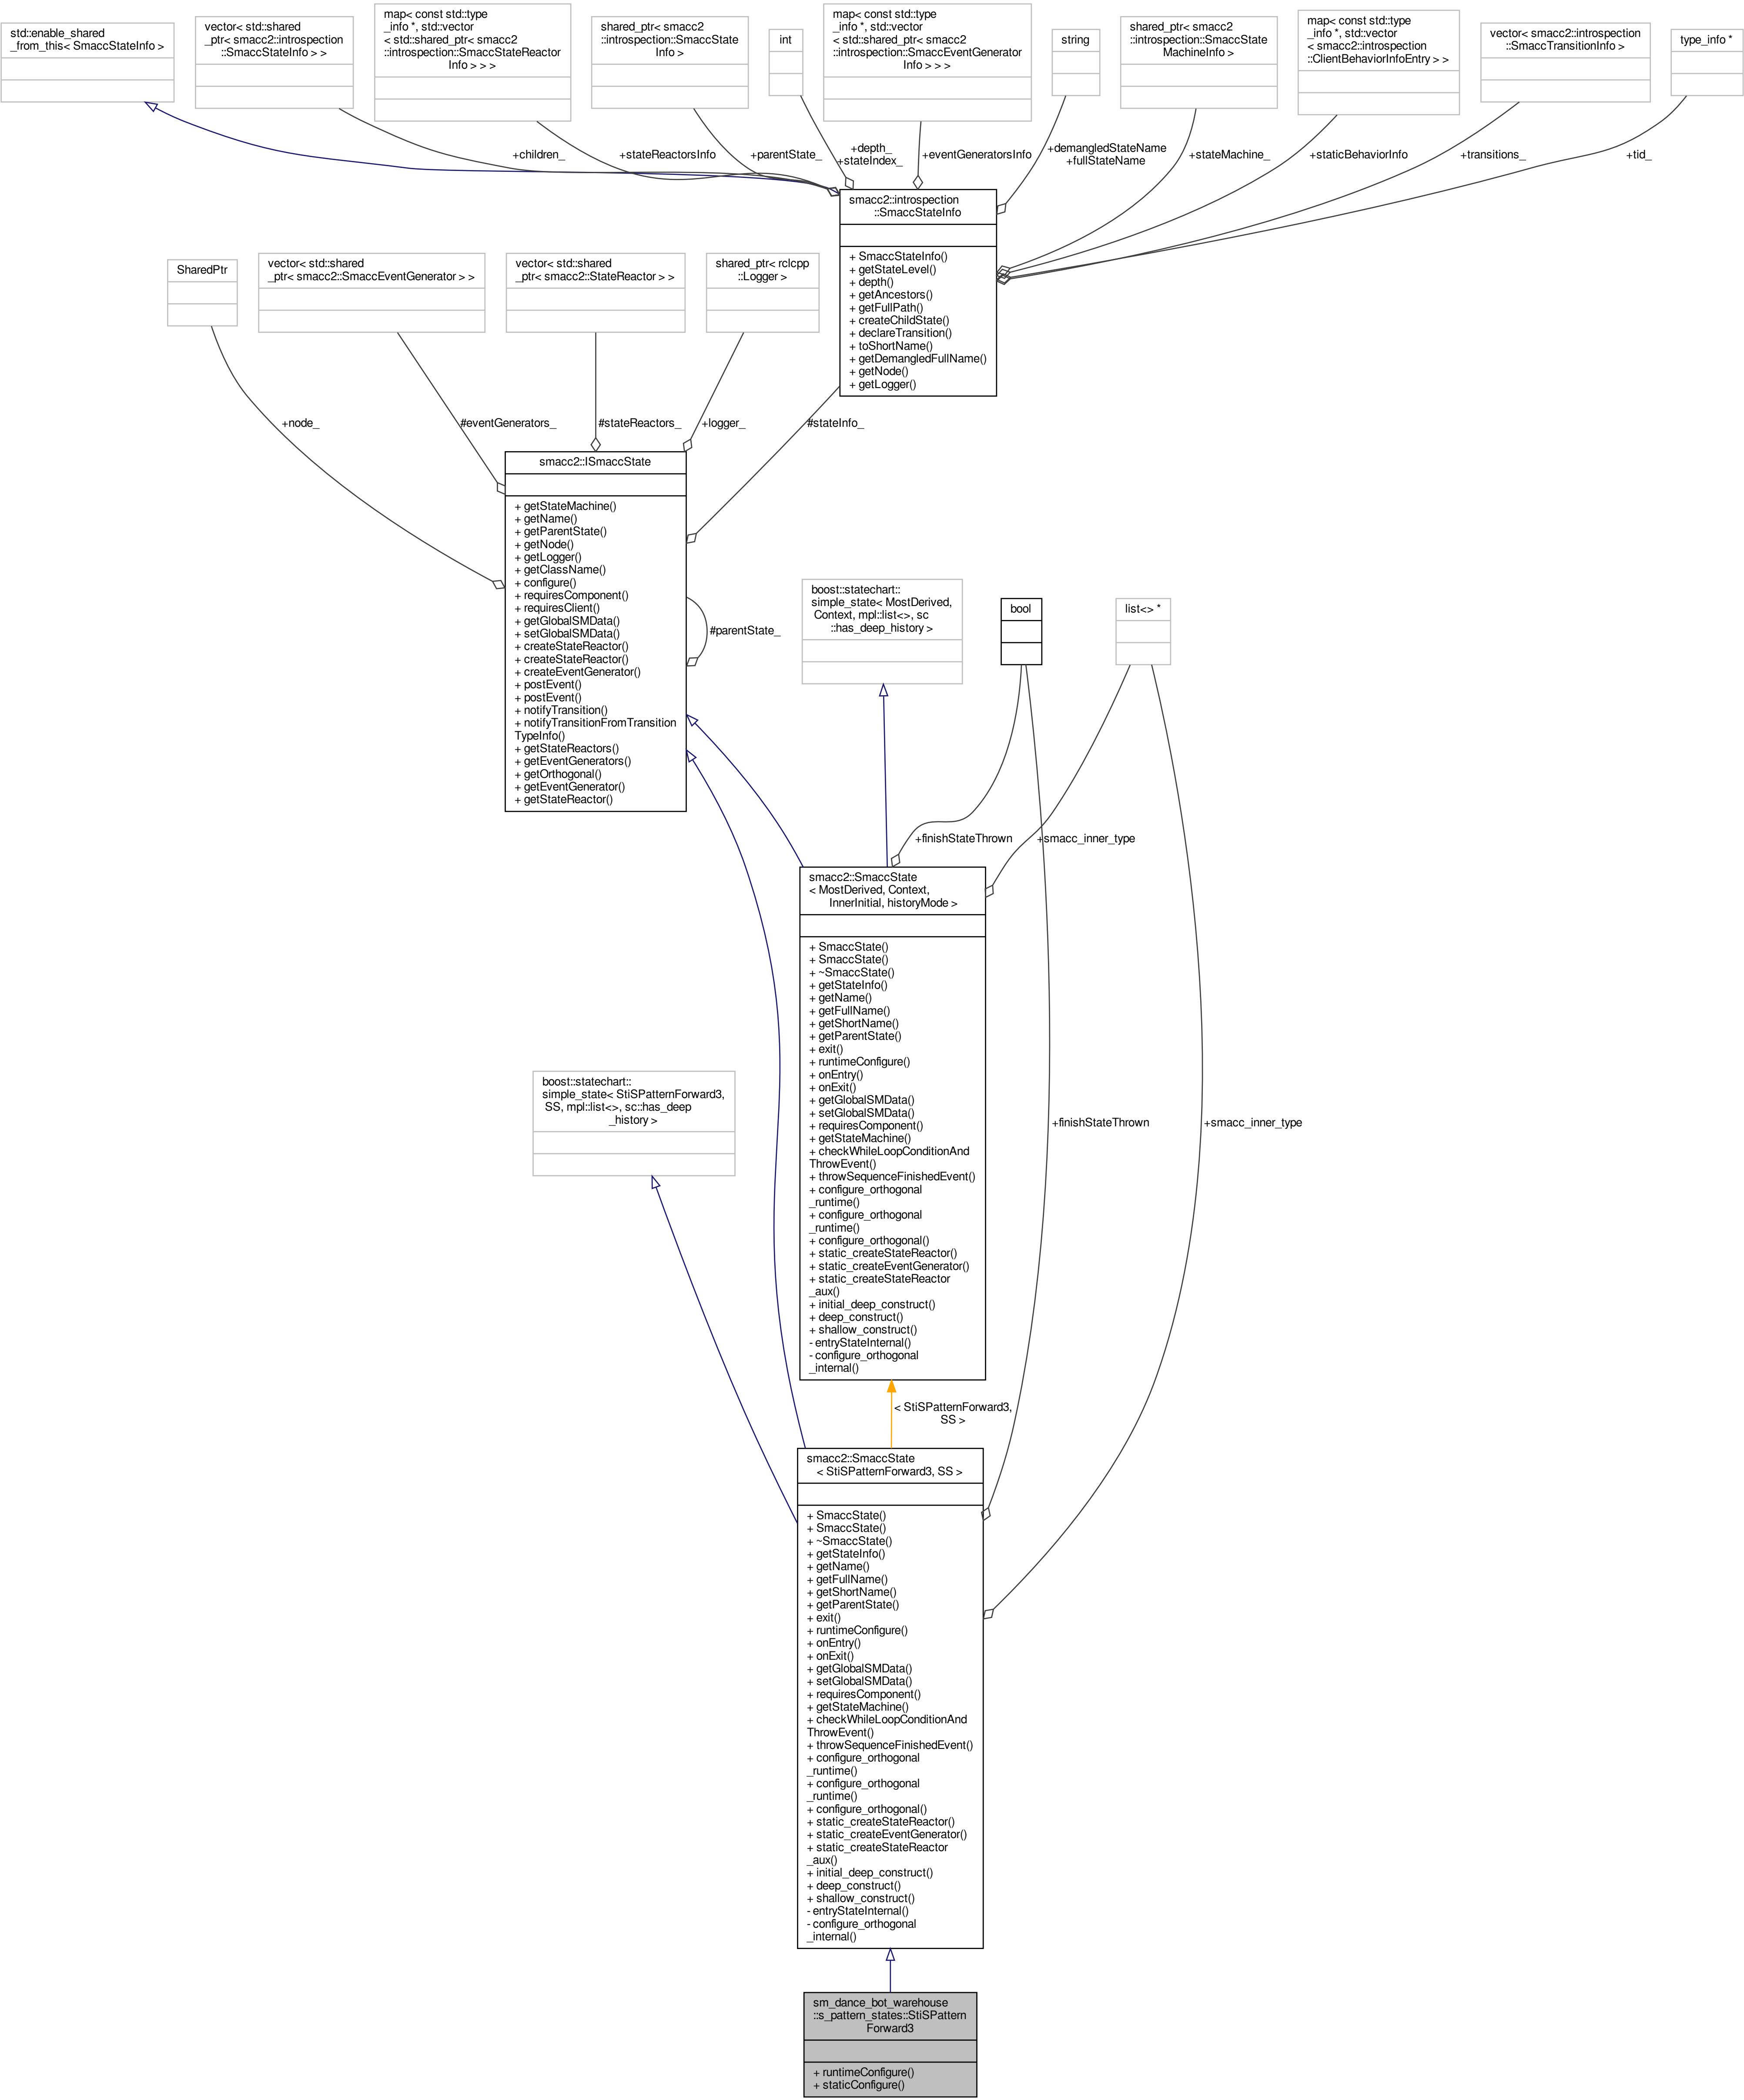 std::enable_shared
_from_this< SmaccStateInfo >
vector< std::shared
_ptr< smacc2::introspection
::SmaccStateInfo > >
map< const std::type
_info *, std::vector
< std::shared_ptr< smacc2
::introspection::SmaccStateReactor
Info > > >
shared_ptr< smacc2
::introspection::SmaccState
Info >
int
map< const std::type
_info *, std::vector
< std::shared_ptr< smacc2
::introspection::SmaccEventGenerator
Info > > >
string
shared_ptr< smacc2
::introspection::SmaccState
MachineInfo >
map< const std::type
_info *, std::vector
< smacc2::introspection
::ClientBehaviorInfoEntry > >
vector< smacc2::introspection
::SmaccTransitionInfo >
type_info *
+children_
+stateReactorsInfo
+parentState_
+depth_
+stateIndex_
+eventGeneratorsInfo
+demangledStateName
+fullStateName
+stateMachine_
+staticBehaviorInfo
+transitions_
+tid_
smacc2::introspection
::SmaccStateInfo
+ SmaccStateInfo()
+ getStateLevel()
+ depth()
+ getAncestors()
+ getFullPath()
+ createChildState()
+ declareTransition()
+ toShortName()
+ getDemangledFullName()
+ getNode()
+ getLogger()
SharedPtr
vector< std::shared
_ptr< smacc2::SmaccEventGenerator > >
vector< std::shared
_ptr< smacc2::StateReactor > >
shared_ptr< rclcpp
::Logger >
+node_
#eventGenerators_
#stateReactors_
+logger_
#stateInfo_
smacc2::ISmaccState
+ getStateMachine()
+ getName()
+ getParentState()
+ getNode()
+ getLogger()
+ getClassName()
+ configure()
+ requiresComponent()
+ requiresClient()
+ getGlobalSMData()
+ setGlobalSMData()
+ createStateReactor()
+ createStateReactor()
+ createEventGenerator()
+ postEvent()
+ postEvent()
+ notifyTransition()
+ notifyTransitionFromTransition
TypeInfo()
+ getStateReactors()
+ getEventGenerators()
+ getOrthogonal()
+ getEventGenerator()
+ getStateReactor()
#parentState_
boost::statechart::
simple_state< MostDerived,
Context, mpl::list<>, sc
::has_deep_history >
bool
list<> *
+finishStateThrown
+smacc_inner_type
smacc2::SmaccState
< MostDerived, Context,
InnerInitial, historyMode >
+ SmaccState()
+ SmaccState()
+ ~SmaccState()
+ getStateInfo()
+ getName()
+ getFullName()
+ getShortName()
+ getParentState()
+ exit()
+ runtimeConfigure()
+ onEntry()
+ onExit()
+ getGlobalSMData()
+ setGlobalSMData()
+ requiresComponent()
+ getStateMachine()
+ checkWhileLoopConditionAnd
ThrowEvent()
+ throwSequenceFinishedEvent()
+ configure_orthogonal
_runtime()
+ configure_orthogonal
_runtime()
+ configure_orthogonal()
+ static_createStateReactor()
+ static_createEventGenerator()
+ static_createStateReactor
_aux()
+ initial_deep_construct()
+ deep_construct()
+ shallow_construct()
- entryStateInternal()
- configure_orthogonal
_internal()
boost::statechart::
simple_state< StiSPatternForward3,
SS, mpl::list<>, sc::has_deep
_history >
+finishStateThrown
+smacc_inner_type
< StiSPatternForward3,
SS >
smacc2::SmaccState
< StiSPatternForward3, SS >
+ SmaccState()
+ SmaccState()
+ ~SmaccState()
+ getStateInfo()
+ getName()
+ getFullName()
+ getShortName()
+ getParentState()
+ exit()
+ runtimeConfigure()
+ onEntry()
+ onExit()
+ getGlobalSMData()
+ setGlobalSMData()
+ requiresComponent()
+ getStateMachine()
+ checkWhileLoopConditionAnd
ThrowEvent()
+ throwSequenceFinishedEvent()
+ configure_orthogonal
_runtime()
+ configure_orthogonal
_runtime()
+ configure_orthogonal()
+ static_createStateReactor()
+ static_createEventGenerator()
+ static_createStateReactor
_aux()
+ initial_deep_construct()
+ deep_construct()
+ shallow_construct()
- entryStateInternal()
- configure_orthogonal
_internal()
sm_dance_bot_warehouse
::s_pattern_states::StiSPattern
Forward3
+ runtimeConfigure()
+ staticConfigure()